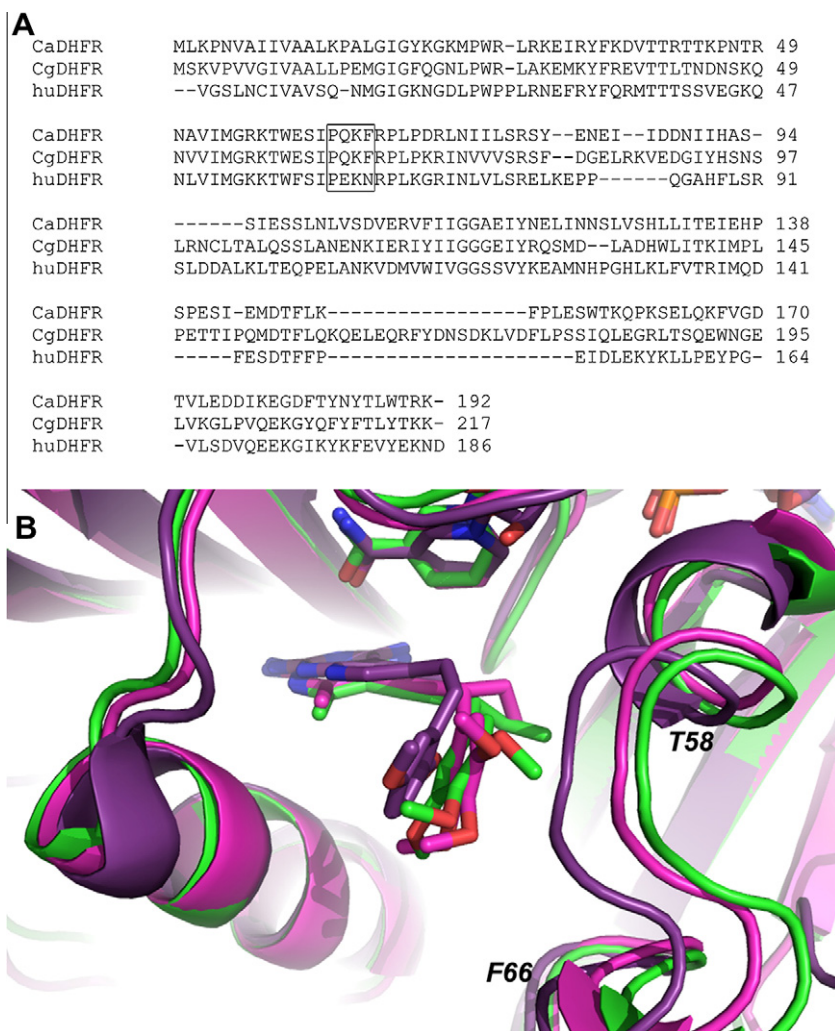 A
CaDHFR MLKPNVAIIVAALKPALGIGYKGKMPWR-LRKEIRYFKDVTTRTTKPNTR 49
CgDHFR MSKVPVVGIVAALLPEMGIGFQGNLPWR-LAKEMKYFREVTTLTNDNSKQ 49
huDHFR --VGSLNCIVAVSQ-NMGIGKNGDLPWPPLRNEFRYFQRMTTTSSVEGKQ 47
CaDHFR NAVIMGRKTWESIPQKFRPLPDRLNIILSRSY--ENEI--IDDNIIHAS- 94
CgDHFR NVVIMGRKTWESIPQKFRPLPKRINVVVSRSF--DGELRKVEDGIYHSNS 97
huDHFR NLVIMGKKTWFSIPEKNRPLKGRINLVLSRELKEPP------QGAHFLSR 91
CaDHFR ------SIESSLNLVSDVERVFIIGGAEIYNELINNSLVSHLLITEIEHP 138
CgDHFR LRNCLTALQSSLANENKIERIYIIGGGEIYRQSMD--LADHWLITKIMPL 145
huDHFR SLDDALKLTEQPELANKVDMVWIVGGSSVYKEAMNHPGHLKLFVTRIMQD 141
CaDHFR SPESI-EMDTFLK----------------FPLESWTKQPKSELQKFVGD 170
CgDHFR PETTIPQMDTFLQKQELEQRFYDNSDKLVDFLPSSIQLEGRLTSQEWNGE 195
huDHFR -----FESDTFFP--------------------EIDLEKYKLLPEYPG- 164
CaDHFR TVLEDDIKEGDFTYNYTLWTRK- 192
CgDHFR LVKGLPVQEKGYQFYFTLYTKK- 217
huDHFR -VLSDVQEEKGIKYKFEVYEKND 186
B
T58
F66